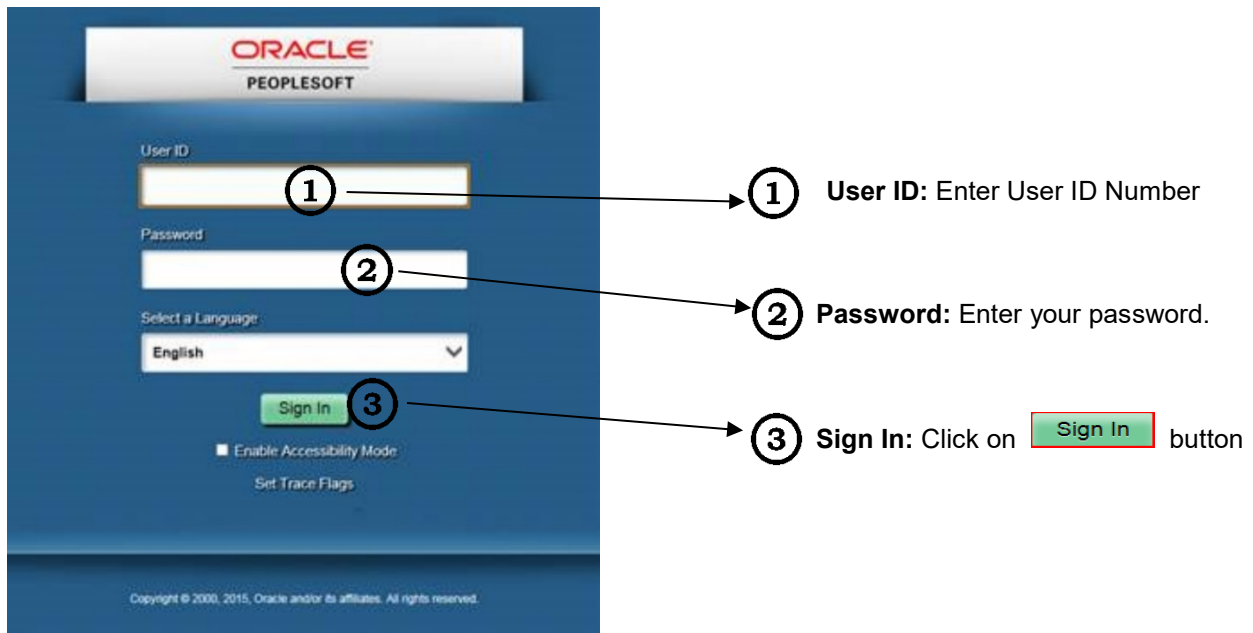 ORACLE
PEOPLESOFT
User ID
1
1 User ID: Enter User ID Number
Password
2
2 Password: Enter your password.
Select a Language
English
Sign In 3
3 Sign In: Click on Sign In button
Enable Accessibility Mode
Set Trace Flags
Copyright © 2000, 2015, Oracle and/or its affiliates. All rights reserved.